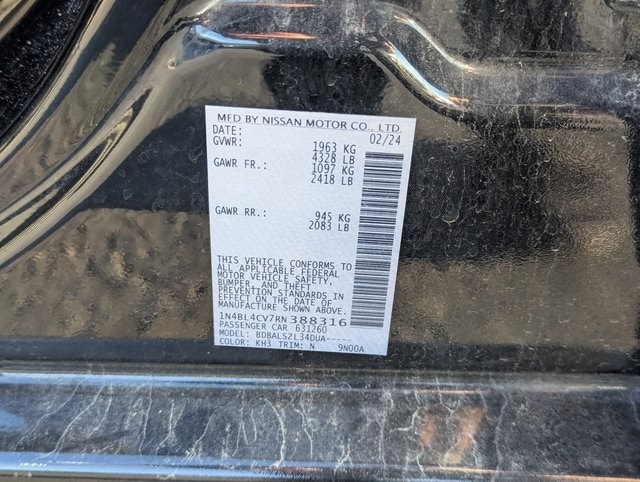 MFD BY NISSAN MOTOR CO., LTD.
DATE: 02/24
GVWR: 1963 KG
4328 LB
GAWR FR.: 1097 KG
2418 LB
GAWR RR.: 945 KG
2083 LB
THIS VEHICLE CONFORMS TO
ALL APPLICABLE FEDERAL
MOTOR VEHICLE SAFETY,
BUMPER, AND THEFT
PREVENTION STANDARDS IN
EFFECT ON THE DATE OF
MANUFACTURE SHOWN ABOVE.
1N4BL4CV7RN388316
PASSENGER CAR 631260
MODEL: BDBALSZL34DUA-----
COLOR: KH3 TRIM: N 9N00A